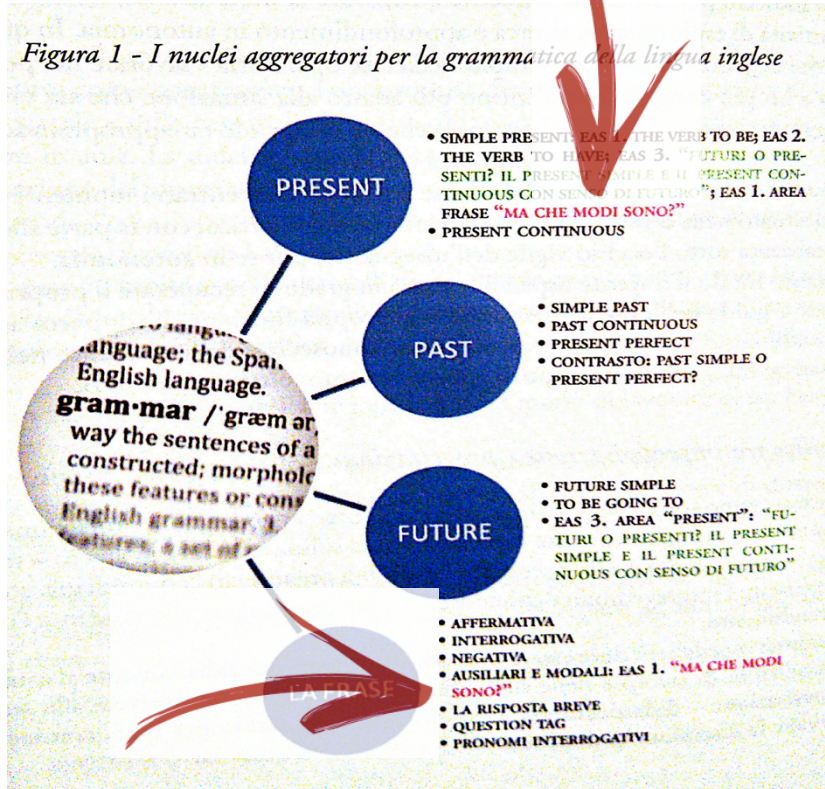 Figura 1 – I nuclei aggregatori per la grammatica della lingua inglese
PRESENT
• SIMPLE PRESENT: EAS 1. THE VERB TO BE; EAS 2.
THE VERB TO HAVE; EAS 3. “FUTURI O PRE-
SENTI? IL PRESENT SIMPLE E IL PRESENT CON-
TINUOUS CON SENSO DI FUTURO”; EAS 1. AREA
FRASE “MA CHE MODI SONO?”
• PRESENT CONTINUOUS
PAST
• SIMPLE PAST
• PAST CONTINUOUS
• PRESENT PERFECT
• CONTRASTO: PAST SIMPLE O
PRESENT PERFECT?
language; the Spa
English language.
gram·mar /ˈgræm ər
way the sentences of a
constructed; morpholo
these features or cons
English grammar.
features; a set of
FUTURE
• FUTURE SIMPLE
• TO BE GOING TO
• EAS 3. AREA “PRESENT”: “FU-
TURI O PRESENTI? IL PRESENT
SIMPLE E IL PRESENT CONTI-
NUOUS CON SENSO DI FUTURO”
LA FRASE
• AFFERMATIVA
• INTERROGATIVA
• NEGATIVA
• AUSILIARI E MODALI: EAS 1. “MA CHE MODI
SONO?”
• LA RISPOSTA BREVE
• QUESTION TAG
• PRONOMI INTERROGATIVI